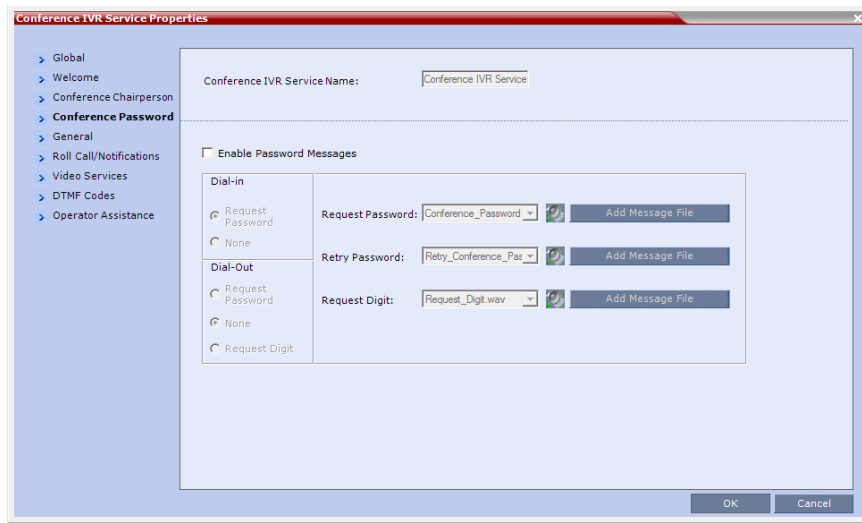 Conference IVR Service Properties
Global
Welcome
Conference Chairperson
Conference Password
General
Roll Call/Notifications
Video Services
DTMF Codes
Operator Assistance
Conference IVR Service Name:
Conference IVR Service
Enable Password Messages
Dial-in
Request
Password
None
Dial-Out
Request
Password
None
Request Digit
Request Password:
Conference_Password
Add Message File
Retry Password:
Retry_Conference_Pas
Add Message File
Request Digit:
Request_Digit.wav
Add Message File
OK
Cancel